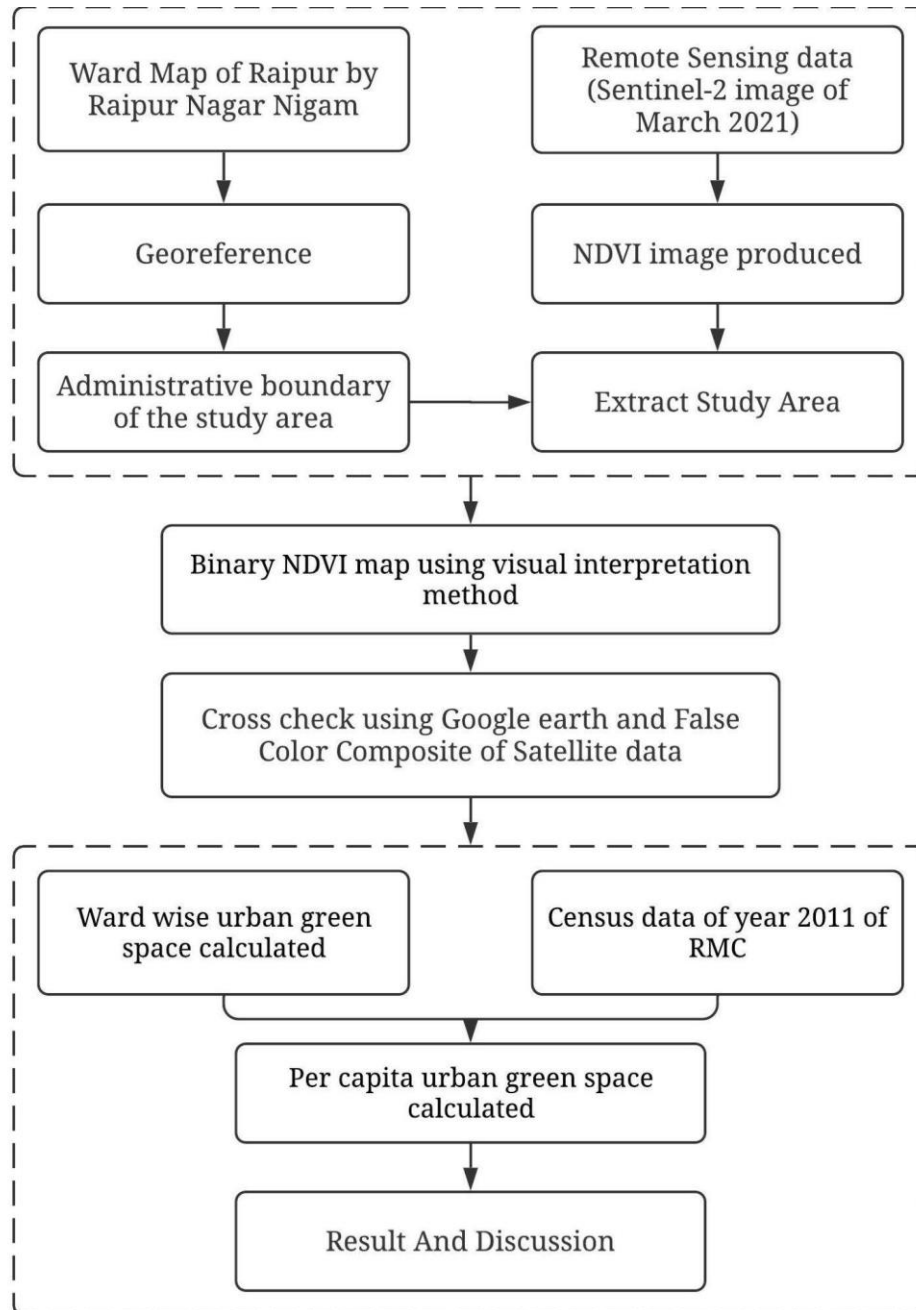 Ward Map of Raipur by
Raipur Nagar Nigam
Remote Sensing data
(Sentinel-2 image of
March 2021)
Georeference
NDVI image produced
Administrative boundary
of the study area
Extract Study Area
Binary NDVI map using visual interpretation
method
Cross check using Google earth and False
Color Composite of Satellite data
Ward wise urban green
space calculated
Census data of year 2011 of
RMC
Per capita urban green space
calculated
Result And Discussion